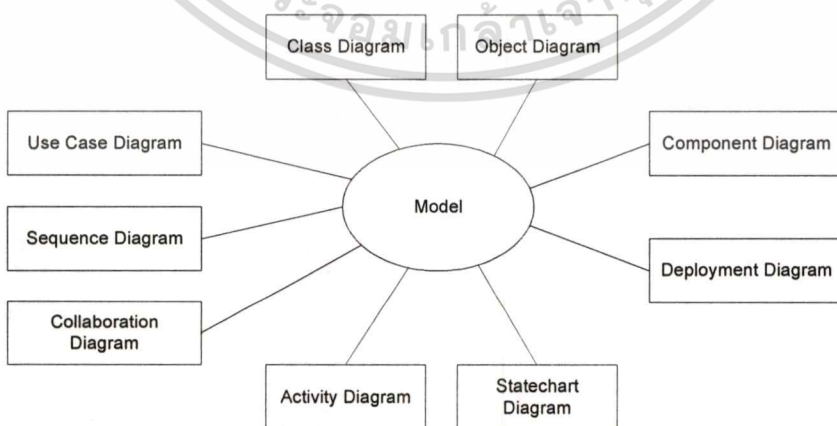 Class Diagram
Object Diagram
Use Case Diagram
Component Diagram
Model
Sequence Diagram
Deployment Diagram
Collaboration
Diagram
Activity Diagram
Statechart
Diagram